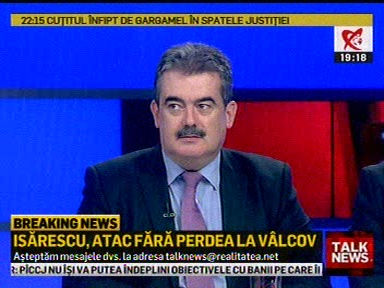 22:15 CUȚITUL ÎNFIPT DE GARGAMEL ÎN SPATELE JUSTIȚIEI
19:18
BREAKING NEWS
ISĂRESCU, ATAC FĂRĂ PERDEA LA VÂLCOV
Așteptăm mesajele dvs. la adresa talknews@realitatea.net
TALK
NEWS
R: PÎCCJ NU ÎȘI VA PUTEA ÎNDEPLINI OBIECTIVELE CU BANII PE CARE ÎI